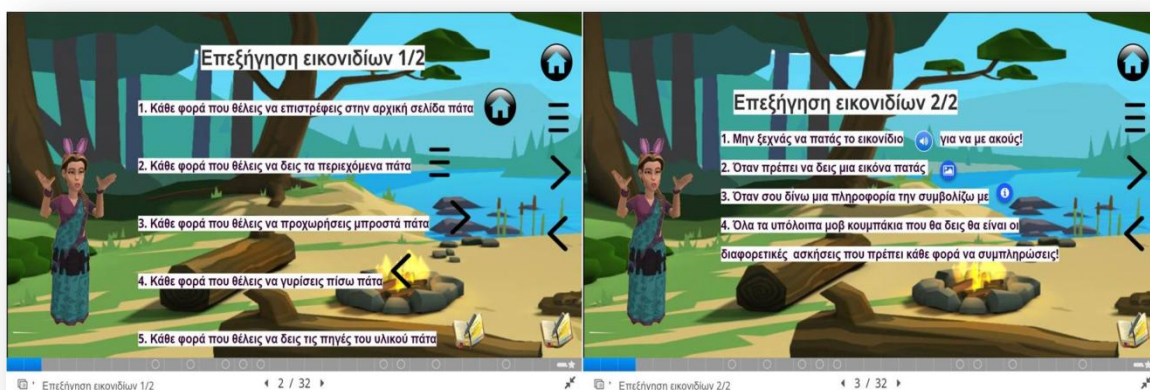 Επεξήγηση εικονιδίων 1/2
1. Κάθε φορά που θέλεις να επιστρέφεις στην αρχική σελίδα πάτα
2. Κάθε φορά που θέλεις να δεις τα περιεχόμενα πάτα
3. Κάθε φορά που θέλεις να προχωρήσεις μπροστά πάτα
4. Κάθε φορά που θέλεις να γυρίσεις πίσω πάτα
5. Κάθε φορά που θέλεις να δεις τις πηγές του υλικού πάτα
Επεξήγηση εικονιδίων 1/2
2 / 32
Επεξήγηση εικονιδίων 2/2
1. Μην ξεχνάς να πατάς το εικονίδιο για να με ακούς!
2. Όταν πρέπει να δεις μια εικόνα πατάς
3. Όταν σου δίνω μια πληροφορία την συμβολίζω με
4. Όλα τα υπόλοιπα μοβ κουμπάκια που θα δεις θα είναι οι
διαφορετικές ασκήσεις που πρέπει κάθε φορά να συμπληρώσεις!
Επεξήγηση εικονιδίων 2/2
3 / 32